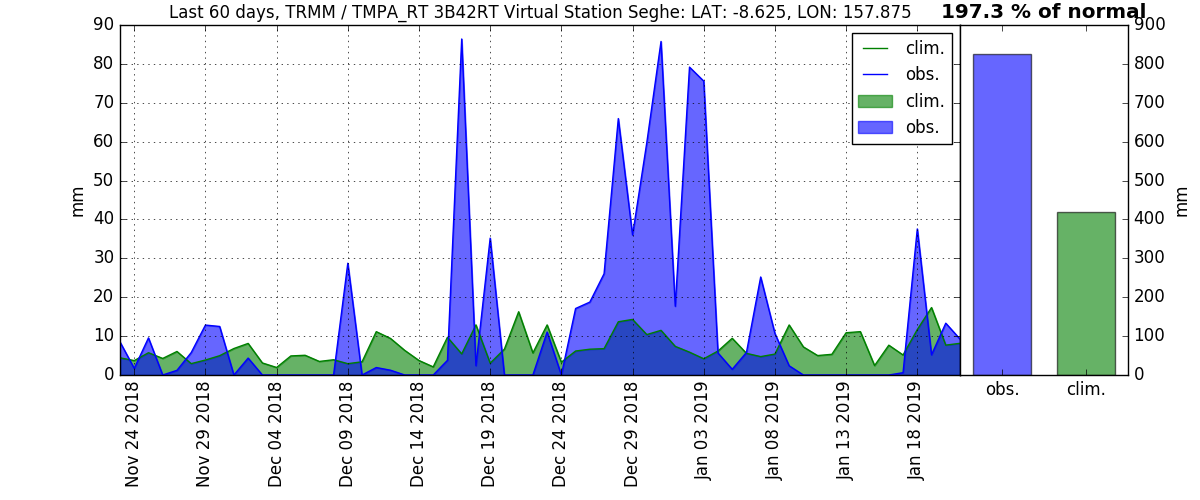 Last 60 days, TRMM / TMPA_RT 3B42RT Virtual Station Seghe: LAT: -8.625, LON: 157.875
197.3 % of normal
90
80
70
60
50
40
30
20
10
0
mm
clim.
obs.
clim.
obs.
900
800
700
600
500
400
300
200
100
0
mm
obs.
clim.
Nov 24 2018
Nov 29 2018
Dec 04 2018
Dec 09 2018
Dec 14 2018
Dec 19 2018
Dec 24 2018
Dec 29 2018
Jan 03 2019
Jan 08 2019
Jan 13 2019
Jan 18 2019